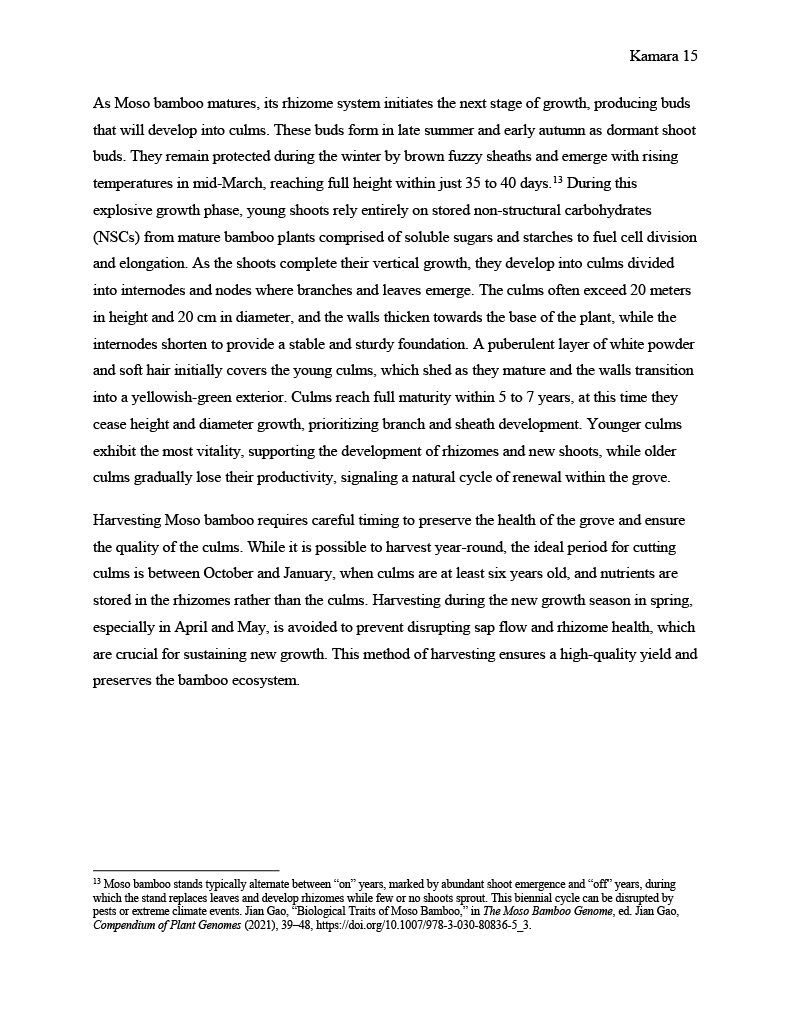 Kamara 15
As Moso bamboo matures, its rhizome system initiates the next stage of growth, producing buds
that will develop into culms. These buds form in late summer and early autumn as dormant shoot
buds. They remain protected during the winter by brown fuzzy sheaths and emerge with rising
temperatures in mid-March, reaching full height within just 35 to 40 days.¹³ During this
explosive growth phase, young shoots rely entirely on stored non-structural carbohydrates
(NSCs) from mature bamboo plants comprised of soluble sugars and starches to fuel cell division
and elongation. As the shoots complete their vertical growth, they develop into culms divided
into internodes and nodes where branches and leaves emerge. The culms often exceed 20 meters
in height and 20 cm in diameter, and the walls thicken towards the base of the plant, while the
internodes shorten to provide a stable and sturdy foundation. A puberulent layer of white powder
and soft hair initially covers the young culms, which shed as they mature and the walls transition
into a yellowish-green exterior. Culms reach full maturity within 5 to 7 years, at this time they
cease height and diameter growth, prioritizing branch and sheath development. Younger culms
exhibit the most vitality, supporting the development of rhizomes and new shoots, while older
culms gradually lose their productivity, signaling a natural cycle of renewal within the grove.
Harvesting Moso bamboo requires careful timing to preserve the health of the grove and ensure
the quality of the culms. While it is possible to harvest year-round, the ideal period for cutting
culms is between October and January, when culms are at least six years old, and nutrients are
stored in the rhizomes rather than the culms. Harvesting during the new growth season in spring,
especially in April and May, is avoided to prevent disrupting sap flow and rhizome health, which
are crucial for sustaining new growth. This method of harvesting ensures a high-quality yield and
preserves the bamboo ecosystem.
¹³ Moso bamboo stands typically alternate between “on” years, marked by abundant shoot emergence and “off” years, during
which the stand replaces leaves and develop rhizomes while few or no shoots sprout. This biennial cycle can be disrupted by
pests or extreme climate events. Jian Gao, “Biological Traits of Moso Bamboo,” in The Moso Bamboo Genome, ed. Jian Gao,
Compendium of Plant Genomes (2021), 39–48, https://doi.org/10.1007/978-3-030-80836-5_3.